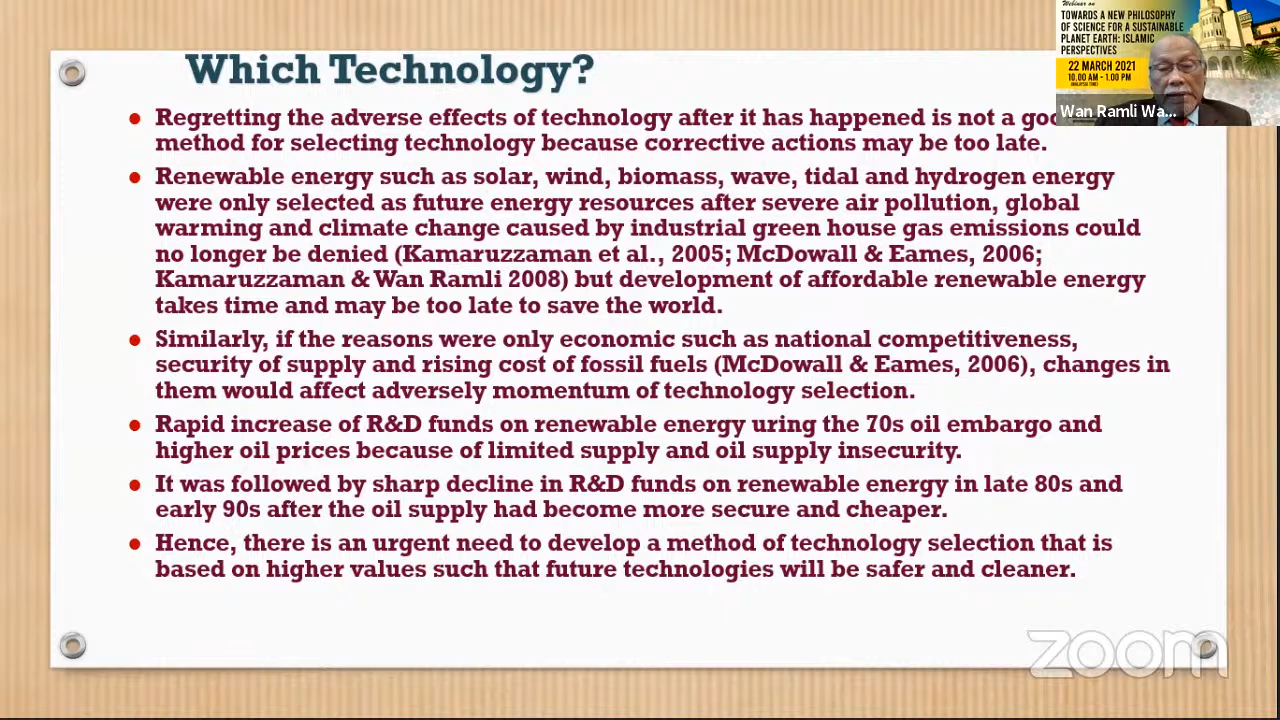 Which Technology?
Regretting the adverse effects of technology after it has happened is not a
method for selecting technology because corrective actions may be too late.
Renewable energy such as solar, wind, biomass, wave, tidal and hydrogen energy
were only selected as future energy resources after severe air pollution, global
warming and climate change caused by industrial green house gas emissions could
no longer be denied (Kamaruzzaman et al., 2005; McDowall & Eames, 2006;
Kamaruzzaman & Wan Ramli 2008) but development of affordable renewable energy
takes time and may be too late to save the world.
Similarly, if the reasons were only economic such as national competitiveness,
security of supply and rising cost of fossil fuels (McDowall & Eames, 2006), changes in
them would affect adversely momentum of technology selection.
Rapid increase of R&D funds on renewable energy uring the 70s oil embargo and
higher oil prices because of limited supply and oil supply insecurity.
It was followed by sharp decline in R&D funds on renewable energy in late 80s and
early 90s after the oil supply had become more secure and cheaper.
Hence, there is an urgent need to develop a method of technology selection that is
based on higher values such that future technologies will be safer and cleaner.
Webinar on
TOWARDS A NEW PHILOSOPHY
OF SCIENCE FOR A SUSTAINABLE
PLANET EARTH: ISLAMIC
PERSPECTIVES
22 MARCH 2021
10.00 AM - 1.00 PM
(MALAYSIA TIME)
Wan Ramli Wa...
zoom